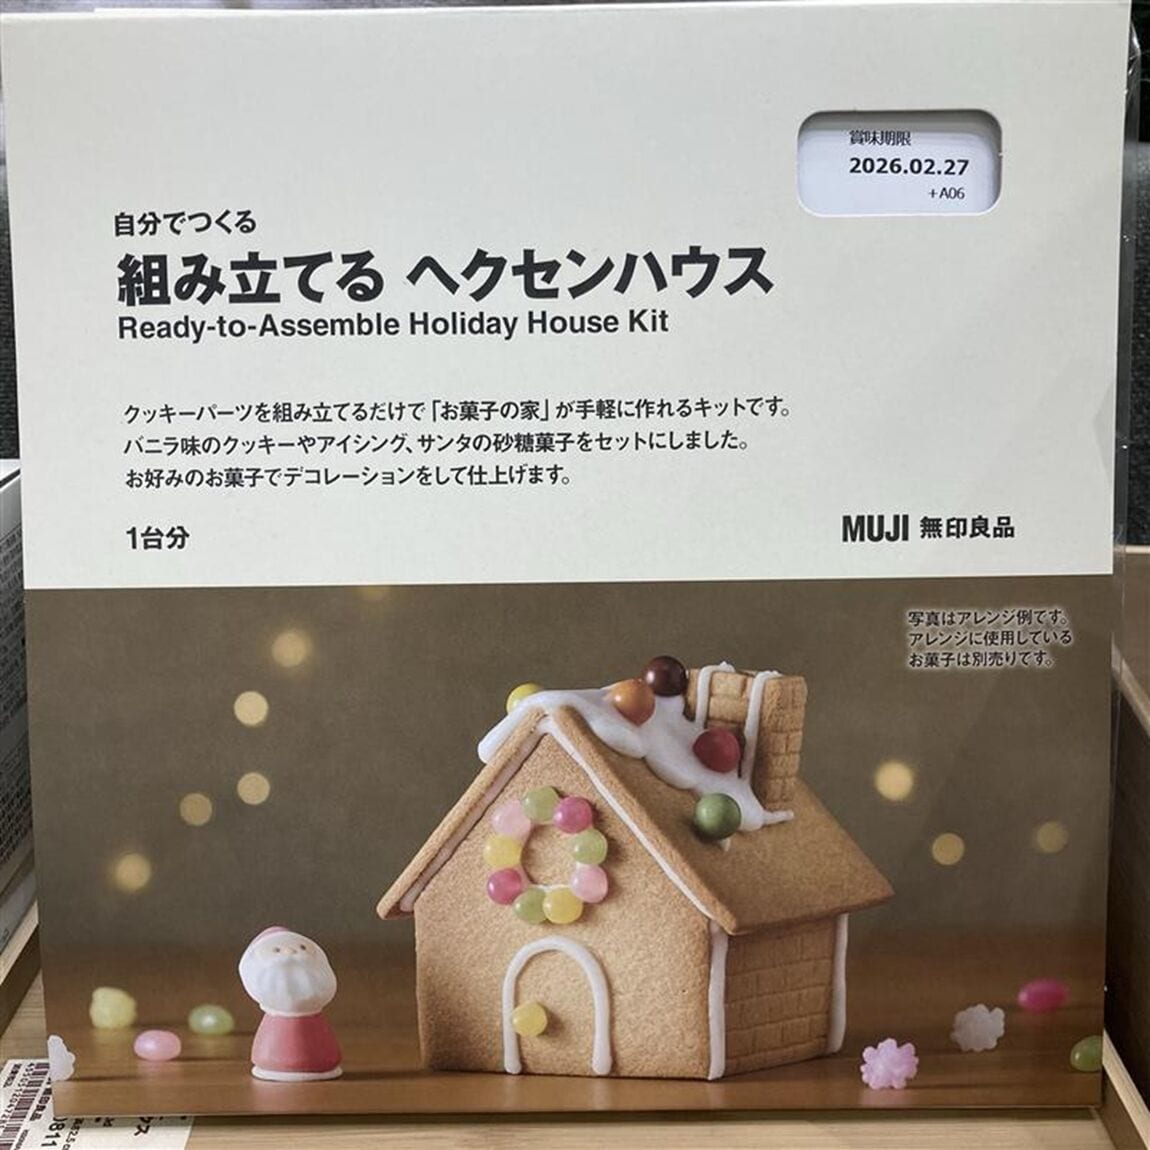 賞味期限
2026.02.27
+A06
自分でつくる
組み立てる ヘクセンハウス
Ready-to-Assemble Holiday House Kit
クッキーパーツを組み立てるだけで「お菓子の家」が手軽に作れるキットです。
バニラ味のクッキーやアイシング、サンタの砂糖菓子をセットにしました。
お好みのお菓子でデコレーションをして仕上げます。
1台分
MUJI 無印良品
写真はアレンジ例です。
アレンジに使用している
お菓子は別売りです。